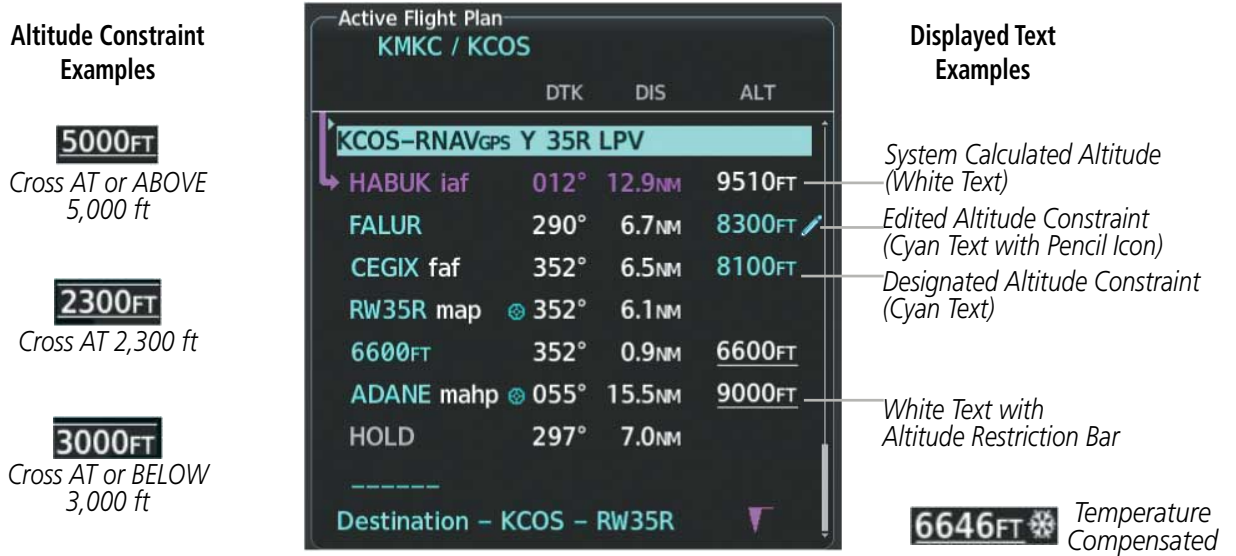 Altitude Constraint
Examples
5000FT
Cross AT or ABOVE
5,000 ft
2300FT
Cross AT 2,300 ft
3000FT
Cross AT or BELOW
3,000 ft
Active Flight Plan
KMKC / KCOS
DTK DIS ALT
KCOS–RNAVGPS Y 35R LPV
HABUK iaf 012° 12.9NM 9510FT
FALUR 290° 6.7NM 8300FT
CEGIX faf 352° 6.5NM 8100FT
RW35R map 352° 6.1NM
6600FT 352° 0.9NM 6600FT
ADANE mahp 055° 15.5NM 9000FT
HOLD 297° 7.0NM
______
Destination – KCOS – RW35R
Displayed Text
Examples
System Calculated Altitude
(White Text)
Edited Altitude Constraint
(Cyan Text with Pencil Icon)
Designated Altitude Constraint
(Cyan Text)
White Text with
Altitude Restriction Bar
6646FT
Temperature
Compensated